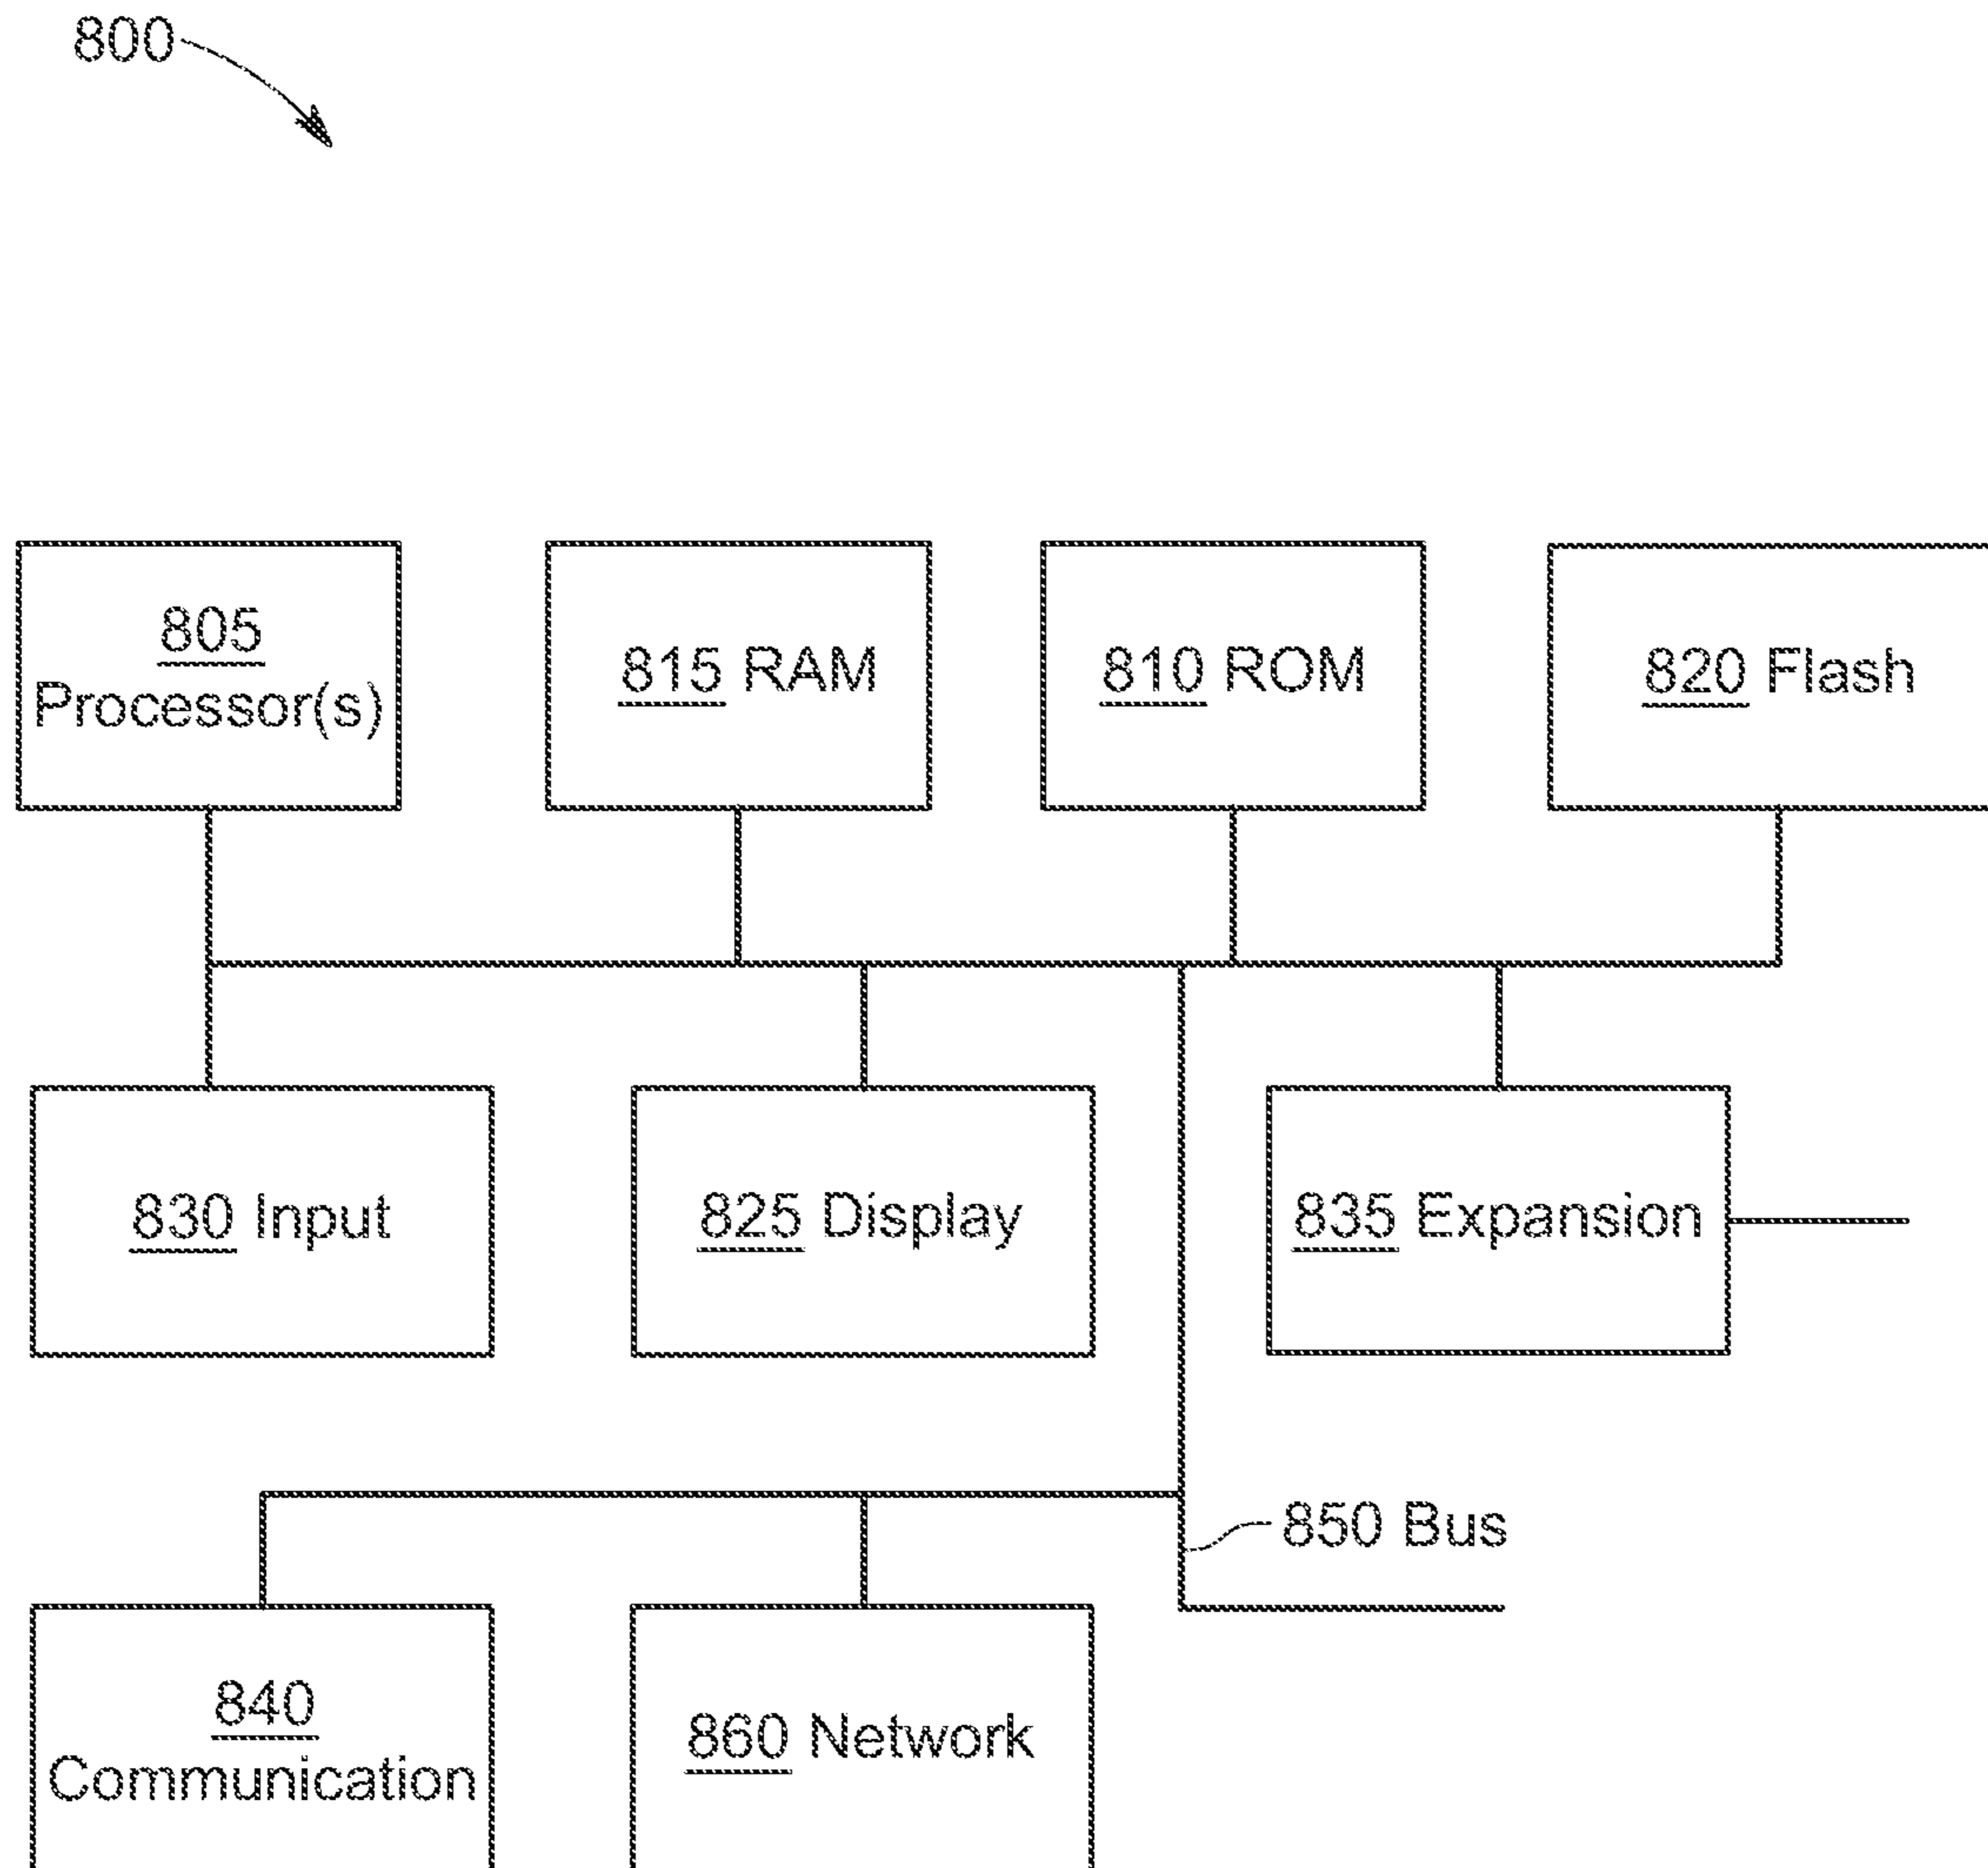 800
805
Processor(s)
815 RAM
810 ROM
820 Flash
830 Input
825 Display
835 Expansion
850 Bus
840
Communication
860 Network